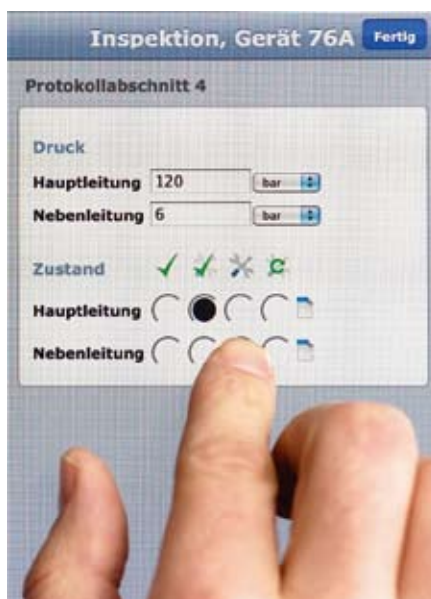 Inspektion, Gerät 76A Fertig
Protokollabschnitt 4
Druck
Hauptleitung 120 bar
Nebenleitung 6 bar
Zustand
Hauptleitung
Nebenleitung